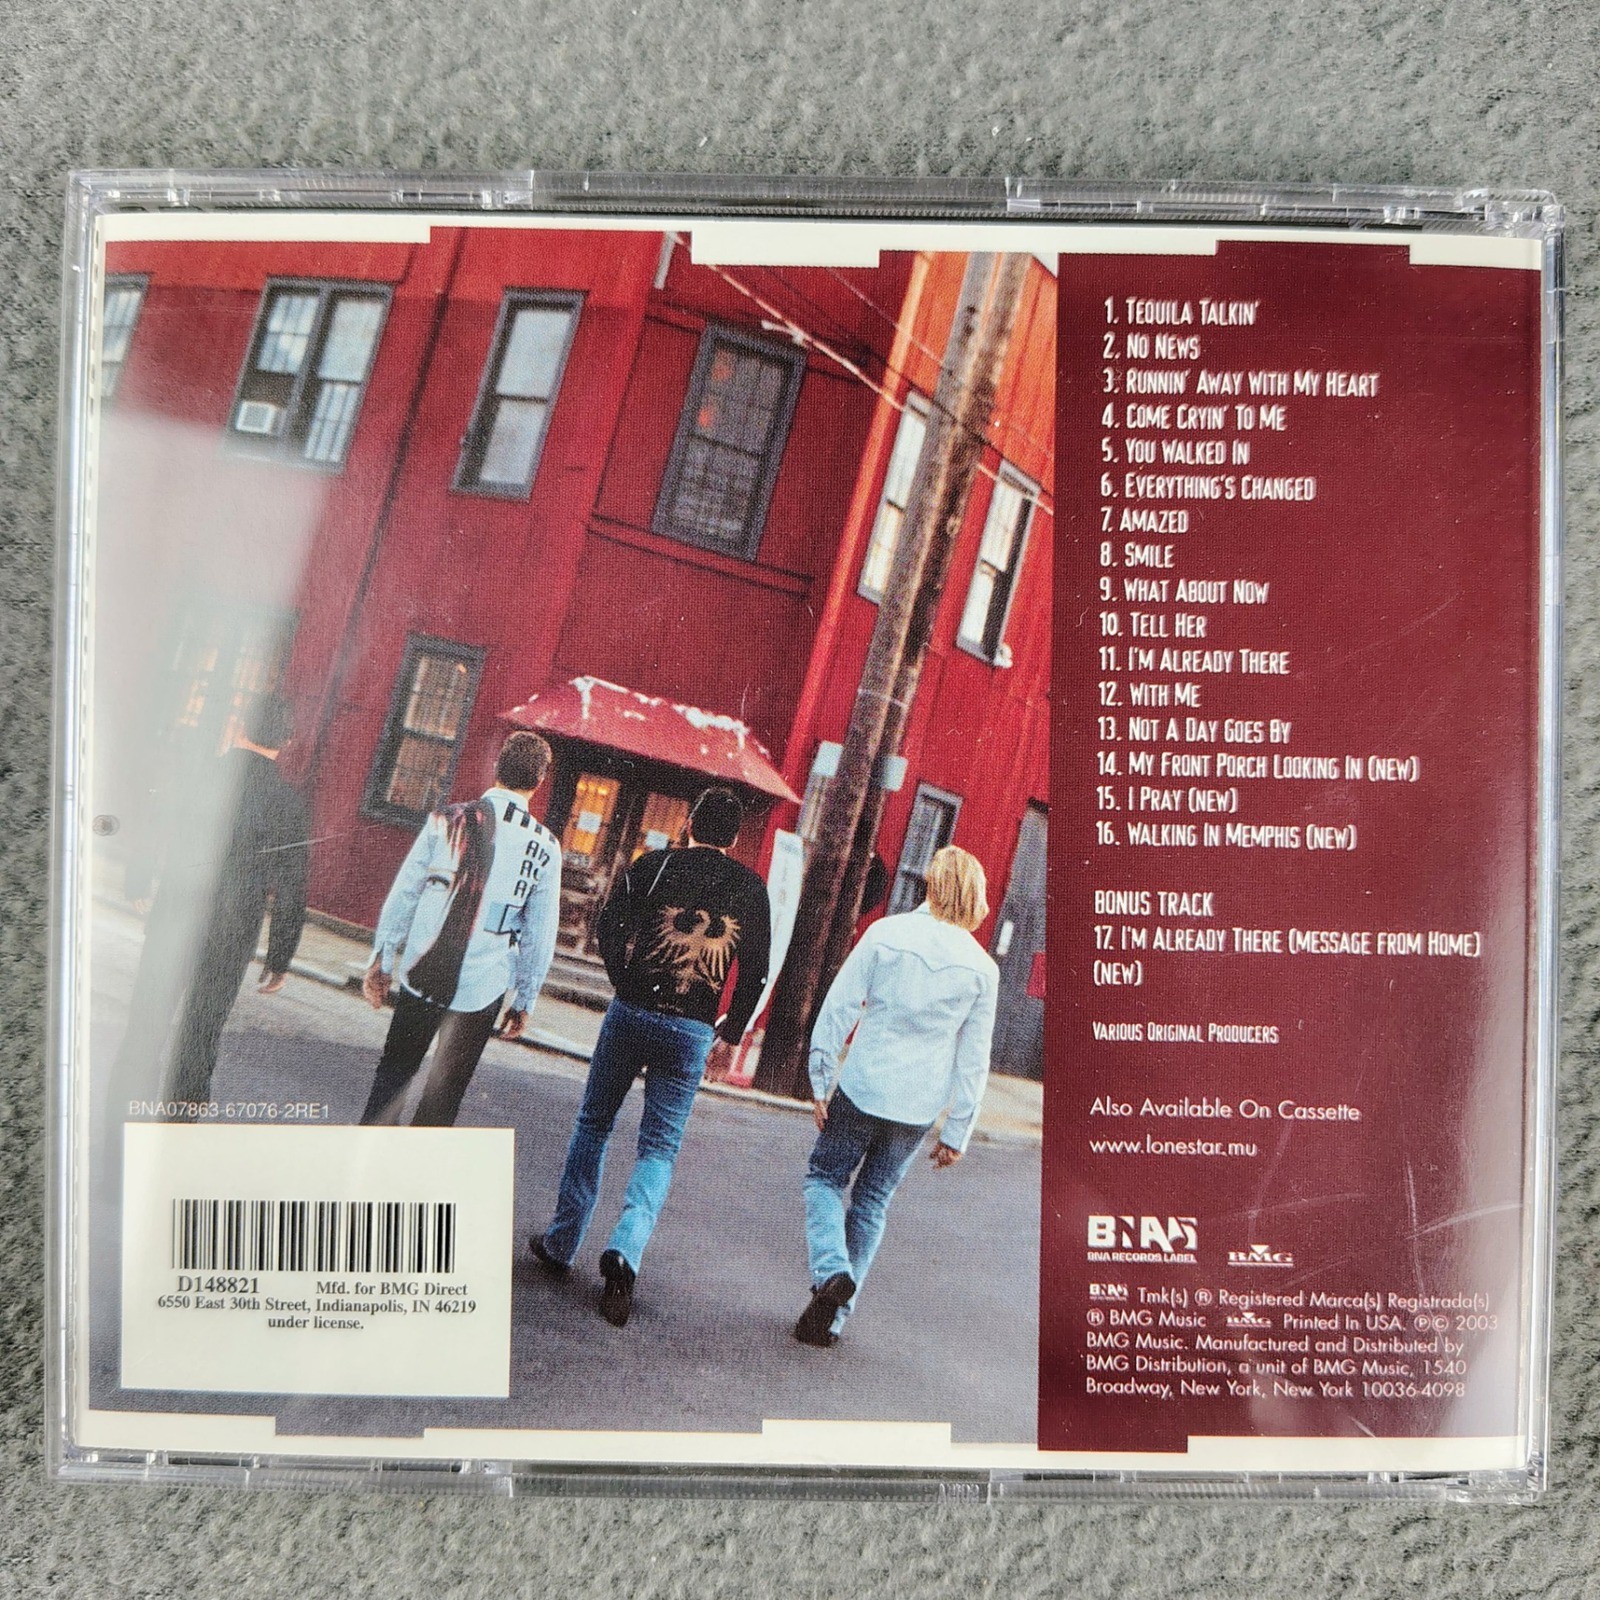 1. Tequila Talkin'
2. No News
3. Runnin' Away With My Heart
4. Come Cryin' To Me
5. You Walked In
6. Everything's Changed
7. Amazed
8. Smile
9. What About Now
10. Tell Her
11. I'm Already There
12. With Me
13. Not A Day Goes By
14. My Front Porch Looking In (New)
15. I Pray (New)
16. Walking In Memphis (New)
BONUS TRACK
17. I'm Already There (Message From Home)
(New)
Various Original Producers
Also Available On Cassette
www.lonestar.mu
BNA
BNA RECORDS LABEL
BMG
BNA Tmk(s) ® Registered Marca(s) Registrada(s)
® BMG Music BMG Printed In USA. ℗© 2003
BMG Music. Manufactured and Distributed by
BMG Distribution, a unit of BMG Music, 1540
Broadway, New York, New York 10036-4098
BNA07863-67076-2RE1
D148821 Mfd. for BMG Direct
6550 East 30th Street, Indianapolis, IN 46219
under license.